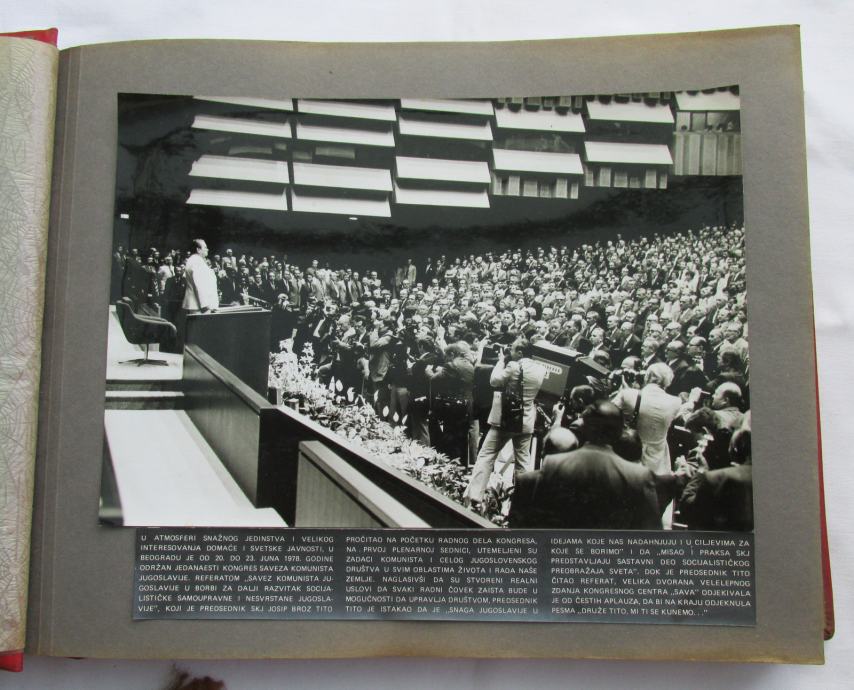 U ATMOSFERI SNAŽNOG JEDINSTVA I VELIKOG
INTERESOVANJA DOMAĆE I SVETSKE JAVNOSTI, U
BEOGRADU JE OD 20. DO 23. JUNA 1978. GODINE
ODRŽAN JEDANAESTI KONGRES SAVEZA KOMUNISTA
JUGOSLAVIJE. REFERATOM „SAVEZ KOMUNISTA JU-
GOSLAVIJE U BORBI ZA DALJI RAZVITAK SOCIJA-
LISTIČKE SAMOUPRAVNE I NESVRSTANE JUGOSLA-
VIJE", KOJI JE PREDSEDNIK SKJ JOSIP BROZ TITO
PROČITAO NA POČETKU RADNOG DELA KONGRESA,
NA PRVOJ PLENARNOJ SEDNICI, UTEMELJENI SU
ZADACI KOMUNISTA I CELOG JUGOSLOVENSKOG
DRUŠTVA U SVIM OBLASTIMA ŽIVOTA I RADA NAŠE
ZEMLJE. NAGLASIVŠI DA SU STVORENI REALNI
USLOVI DA SVAKI RADNI ČOVEK ZAISTA BUDE U
MOGUĆNOSTI DA UPRAVLJA DRUŠTVOM, PREDSEDNIK
TITO JE ISTAKAO DA JE „SNAGA JUGOSLAVIJE U
IDEJAMA KOJE NAS NADAHNJUJU I U CILJEVIMA ZA
KOJE SE BORIMO" I DA „MISAO I PRAKSA SKJ
PREDSTAVLJAJU SASTAVNI DEO SOCIJALISTIČKOG
PREOBRAŽAJA SVETA". DOK JE PREDSEDNIK TITO
ČITAO REFERAT, VELIKA DVORANA VELELEPNOG
ZDANJA KONGRESNOG CENTRA „SAVA" ODJEKIVALA
JE OD ČESTIH APLAUZA, DA BI NA KRAJU ODJEKNULA
PESMA „DRUŽE TITO, MI TI SE KUNEMO..."